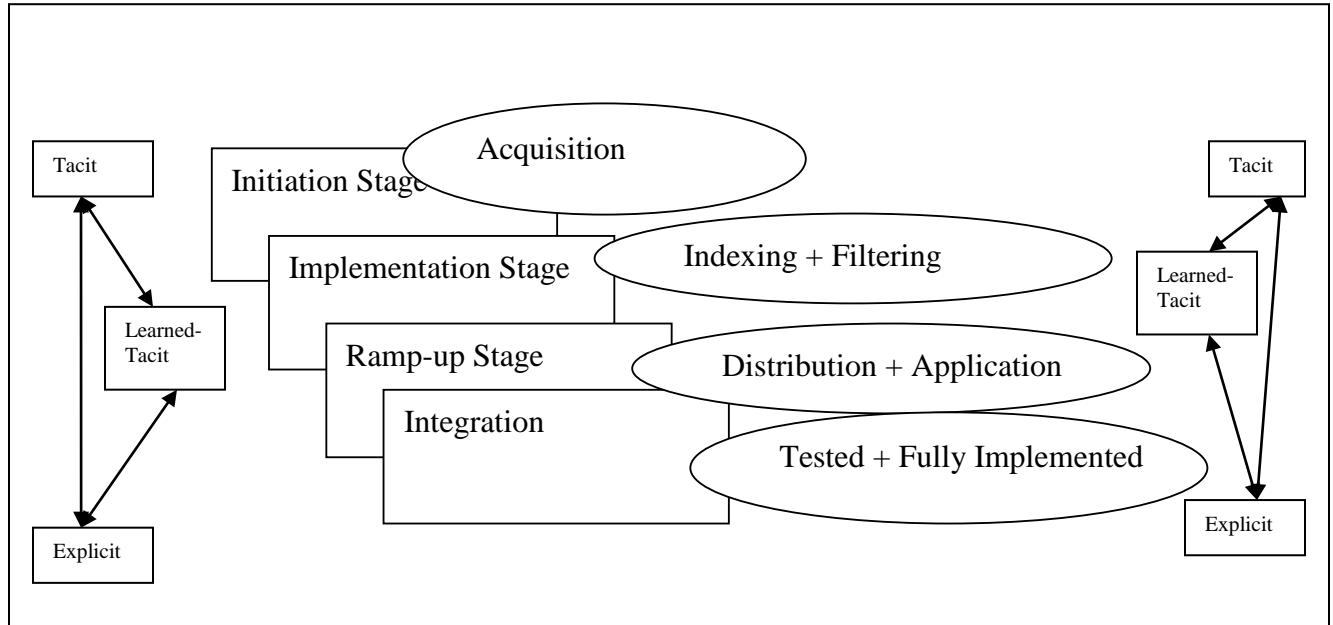 Tacit
Learned-
Tacit
Explicit
Initiation Stage
Acquisition
Implementation Stage
Indexing + Filtering
Ramp-up Stage
Distribution + Application
Integration
Tested + Fully Implemented
Tacit
Learned-
Tacit
Explicit